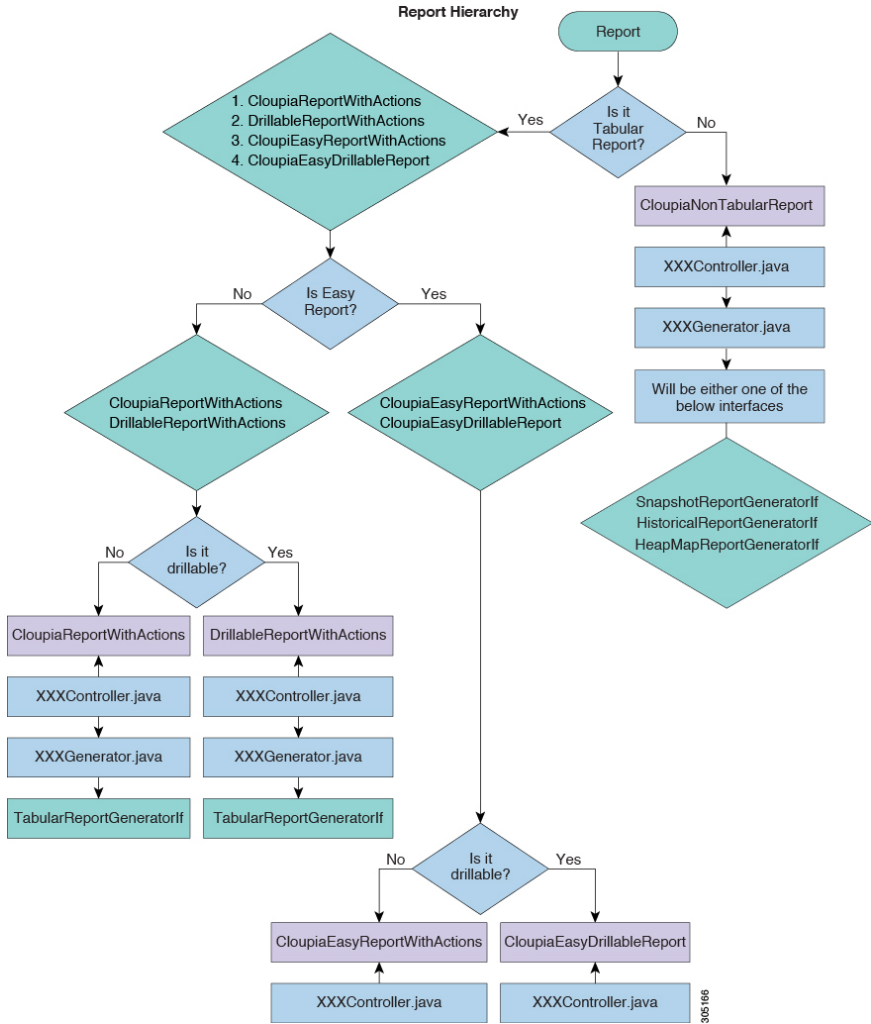 Report Hierarchy
Report
Is it
Tabular
Report?
Yes
No
1. CloupiaReportWithActions
2. DrillableReportWithActions
3. CloupiEasyReportWithActions
4. CloupiaEasyDrillableReport
CloupiaNonTabularReport
XXXController.java
XXXGenerator.java
Will be either one of the
below interfaces
SnapshotReportGeneratorIf
HistoricalReportGeneratorIf
HeapMapReportGeneratorIf
Is Easy
Report?
No
Yes
CloupiaReportWithActions
DrillableReportWithActions
CloupiaEasyReportWithActions
CloupiaEasyDrillableReport
Is it
drillable?
No
Yes
CloupiaReportWithActions
DrillableReportWithActions
XXXController.java
XXXController.java
XXXGenerator.java
XXXGenerator.java
TabularReportGeneratorIf
TabularReportGeneratorIf
Is it
drillable?
No
Yes
CloupiaEasyReportWithActions
CloupiaEasyDrillableReport
XXXController.java
XXXController.java
305166